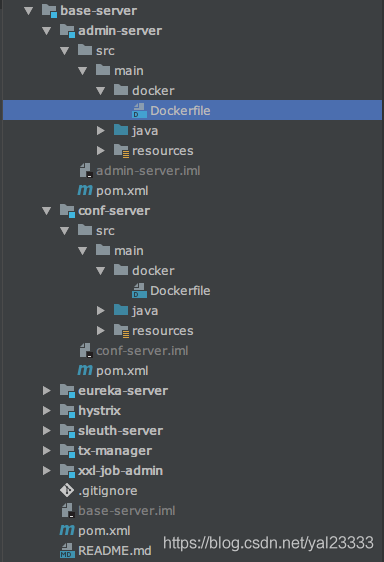 base-server
admin-server
src
main
docker
Dockerfile
java
resources
admin-server.iml
pom.xml
conf-server
src
main
docker
Dockerfile
java
resources
conf-server.iml
pom.xml
eureka-server
hystrix
sleuth-server
tx-manager
xxl-job-admin
.gitignore
base-server.iml
pom.xml
README.md
https://blog.csdn.net/yal23333